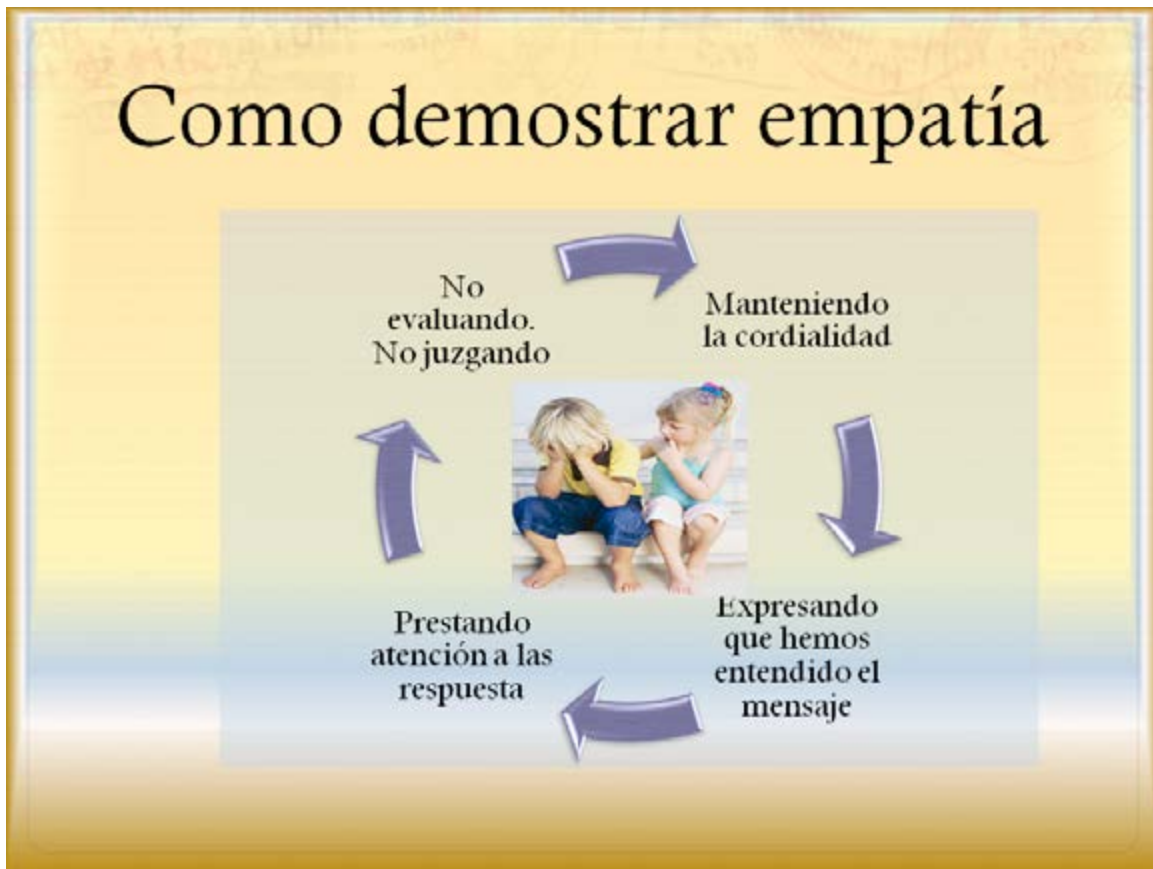 Como demostrar empatía
No
evaluando.
No juzgando
Manteniendo
la cordialidad
Expresando
que hemos
entendido el
mensaje
Prestando
atención a las
respuesta